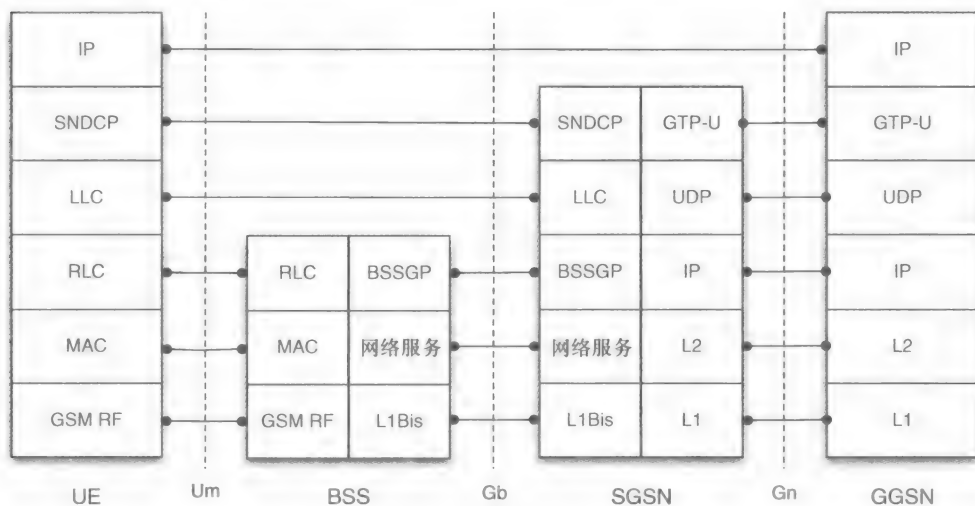 IP IP
SNDCP SNDCP GTP-U GTP-U
LLC LLC UDP UDP
RLC RLC BSSGP BSSGP IP IP
MAC MAC 网络服务 网络服务 L2 L2
GSM RF GSM RF L1Bis L1Bis L1 L1
UE Um BSS Gb SGSN Gn GGSN